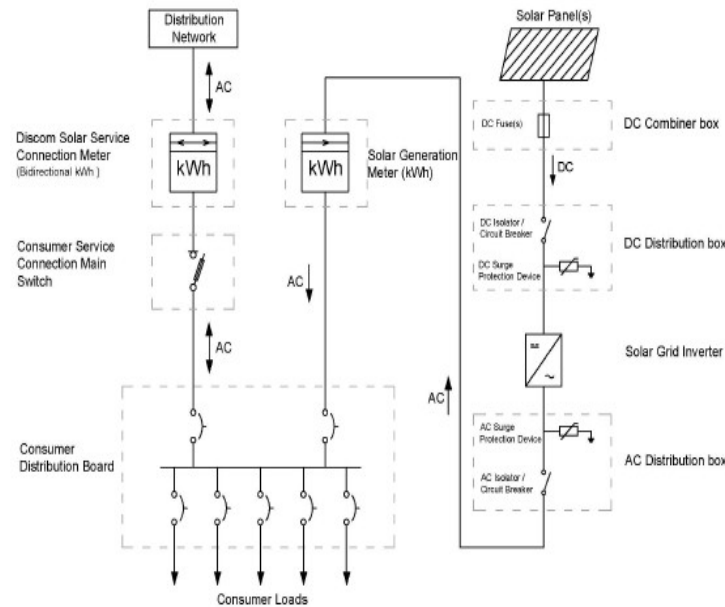 Distribution
Network
AC
Discom Solar Service
Connection Meter
(Bidirectional kWh )
kWh
Consumer Service
Connection Main
Switch
AC
Consumer
Distribution Board
Consumer Loads
kWh
Solar Generation
Meter (kWh)
AC
AC
Solar Panel(s)
DC Fuse(s)
DC Combiner box
DC
DC Isolator /
Circuit Breaker
DC Surge
Protection Device
DC Distribution box
Solar Grid Inverter
AC Surge
Protection Device
AC Isolator /
Circuit Breaker
AC Distribution box